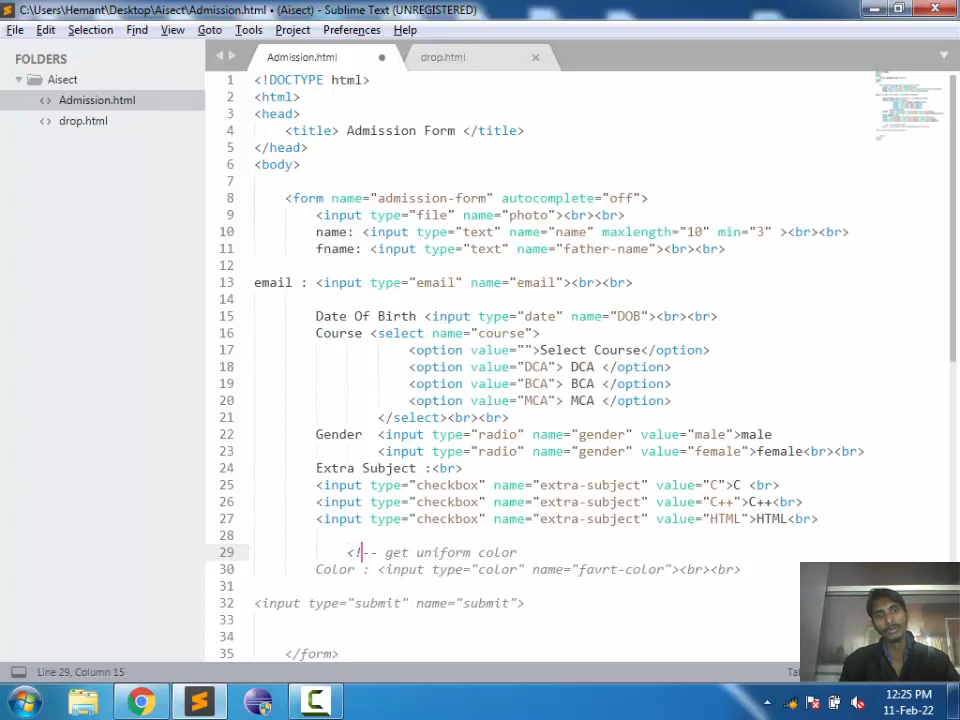 C:\Users\Hemant\Desktop\Aisect\Admission.html • (Aisect) - Sublime Text (UNREGISTERED)
File Edit Selection Find View Goto Tools Project Preferences Help
FOLDERS
Aisect
Admission.html
drop.html
Admission.html
drop.html
1 <!DOCTYPE html>
2 <html>
3 <head>
4 <title> Admission Form </title>
5 </head>
6 <body>
7
8 <form name="admission-form" autocomplete="off">
9 <input type="file" name="photo"><br><br>
10 name: <input type="text" name="name" maxlength="10" min="3" ><br><br>
11 fname: <input type="text" name="father-name"><br><br>
12
13 email : <input type="email" name="email"><br><br>
14
15 Date Of Birth <input type="date" name="DOB"><br><br>
16 Course <select name="course">
17 <option value="">Select Course</option>
18 <option value="DCA"> DCA </option>
19 <option value="BCA"> BCA </option>
20 <option value="MCA"> MCA </option>
21 </select><br><br>
22 Gender <input type="radio" name="gender" value="male">male
23 <input type="radio" name="gender" value="female">female<br><br>
24 Extra Subject :<br>
25 <input type="checkbox" name="extra-subject" value="C">C <br>
26 <input type="checkbox" name="extra-subject" value="C++">C++<br>
27 <input type="checkbox" name="extra-subject" value="HTML">HTML<br>
28
29 <!-- get uniform color
30 Color : <input type="color" name="favrt-color"><br><br>
31
32 <input type="submit" name="submit">
33
34
35 </form>
Line 29, Column 15
12:25 PM
11-Feb-22